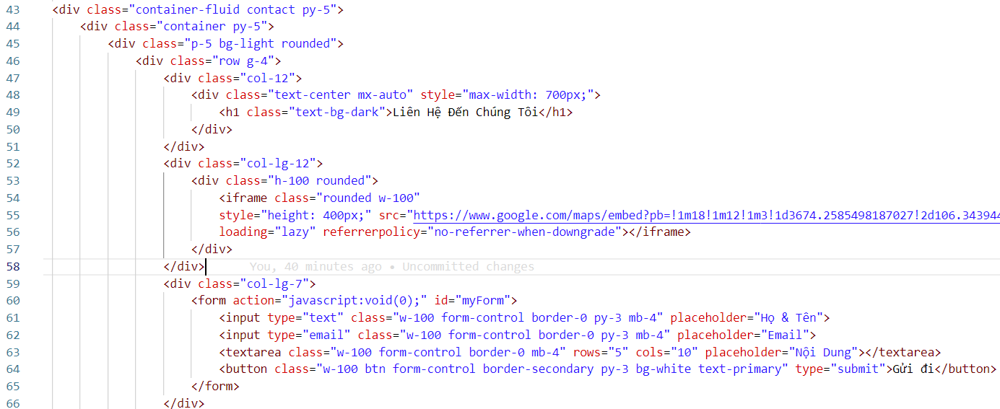 43 <div class="container-fluid contact py-5">
44 <div class="container py-5">
45 <div class="p-5 bg-light rounded">
46 <div class="row g-4">
47 <div class="col-12">
48 <div class="text-center mx-auto" style="max-width: 700px;">
49 <h1 class="text-bg-dark">Liên Hệ Đến Chúng Tôi</h1>
50 </div>
51 </div>
52 <div class="col-lg-12">
53 <div class="h-100 rounded">
54 <iframe class="rounded w-100"
55 style="height: 400px;" src="https://www.google.com/maps/embed?pb=!1m18!1m12!1m3!1d3674.2585498187027!2d106.343944
56 loading="lazy" referrerpolicy="no-referrer-when-downgrade"></iframe>
57 </div>
58 </div> You, 40 minutes ago • Uncommitted changes
59 <div class="col-lg-7">
60 <form action="javascript:void(0);" id="myForm">
61 <input type="text" class="w-100 form-control border-0 py-3 mb-4" placeholder="Họ & Tên">
62 <input type="email" class="w-100 form-control border-0 py-3 mb-4" placeholder="Email">
63 <textarea class="w-100 form-control border-0 mb-4" rows="5" cols="10" placeholder="Nội Dung"></textarea>
64 <button class="w-100 btn form-control border-secondary py-3 bg-white text-primary" type="submit">Gửi đi</button>
65 </form>
66 </div>